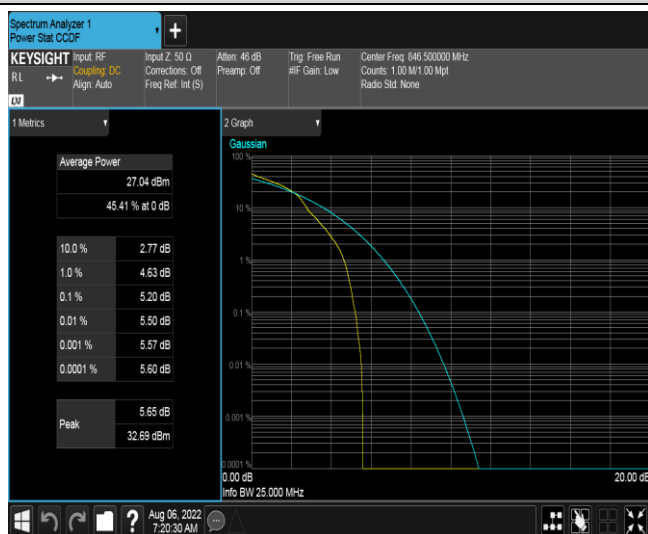 Spectrum Analyzer 1
Power Stat CCDF
KEYSIGHT
RL
LXI
Input: RF
Coupling: DC
Align: Auto
Input Z: 50 Ω
Corrections: Off
Freq Ref: Int (S)
Atten: 46 dB
Preamp: Off
Trig: Free Run
#IF Gain: Low
Center Freq: 846.500000 MHz
Counts: 1.00 M/1.00 Mpt
Radio Std: None
1 Metrics
Average Power
27.04 dBm
45.41 % at 0 dB
10.0 % 2.77 dB
1.0 % 4.63 dB
0.1 % 5.20 dB
0.01 % 5.50 dB
0.001 % 5.57 dB
0.0001 % 5.60 dB
Peak
5.65 dB
32.69 dBm
2 Graph
Gaussian
100 %
10 %
1 %
0.1 %
0.01 %
0.001 %
0.0001 %
0.00 dB
20.00 dB
Info BW 25.000 MHz
?
Aug 06, 2022
7:20:30 AM